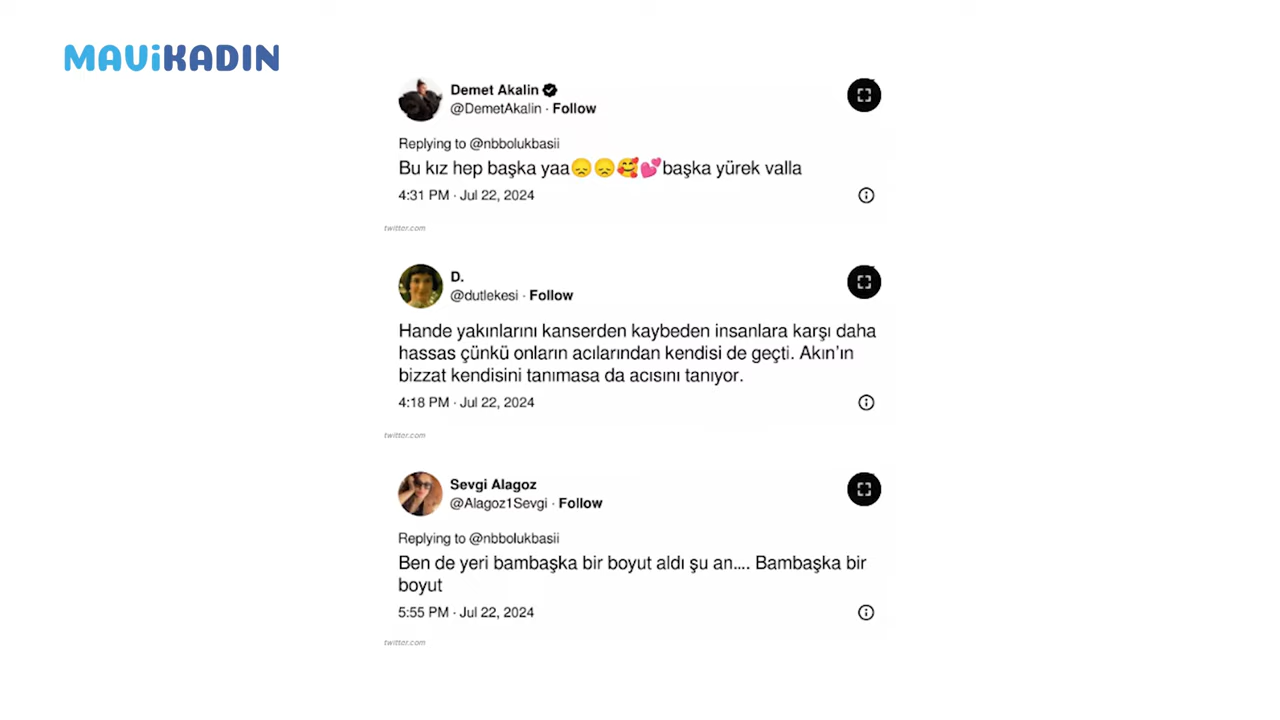 MAViKADIN
Demet Akalin
@DemetAkalin · Follow
Replying to @nbbolukbasii
Bu kız hep başka yaa😞😞🥰💕başka yürek valla
4:31 PM · Jul 22, 2024
twitter.com
D.
@dutlekesi · Follow
Hande yakınlarını kanserden kaybeden insanlara karşı daha
hassas çünkü onların acılarından kendisi de geçti. Akın’ın
bizzat kendisini tanımasa da acısını tanıyor.
4:18 PM · Jul 22, 2024
twitter.com
Sevgi Alagoz
@Alagoz1Sevgi · Follow
Replying to @nbbolukbasii
Ben de yeri bambaşka bir boyut aldı şu an.... Bambaşka bir
boyut
5:55 PM · Jul 22, 2024
twitter.com